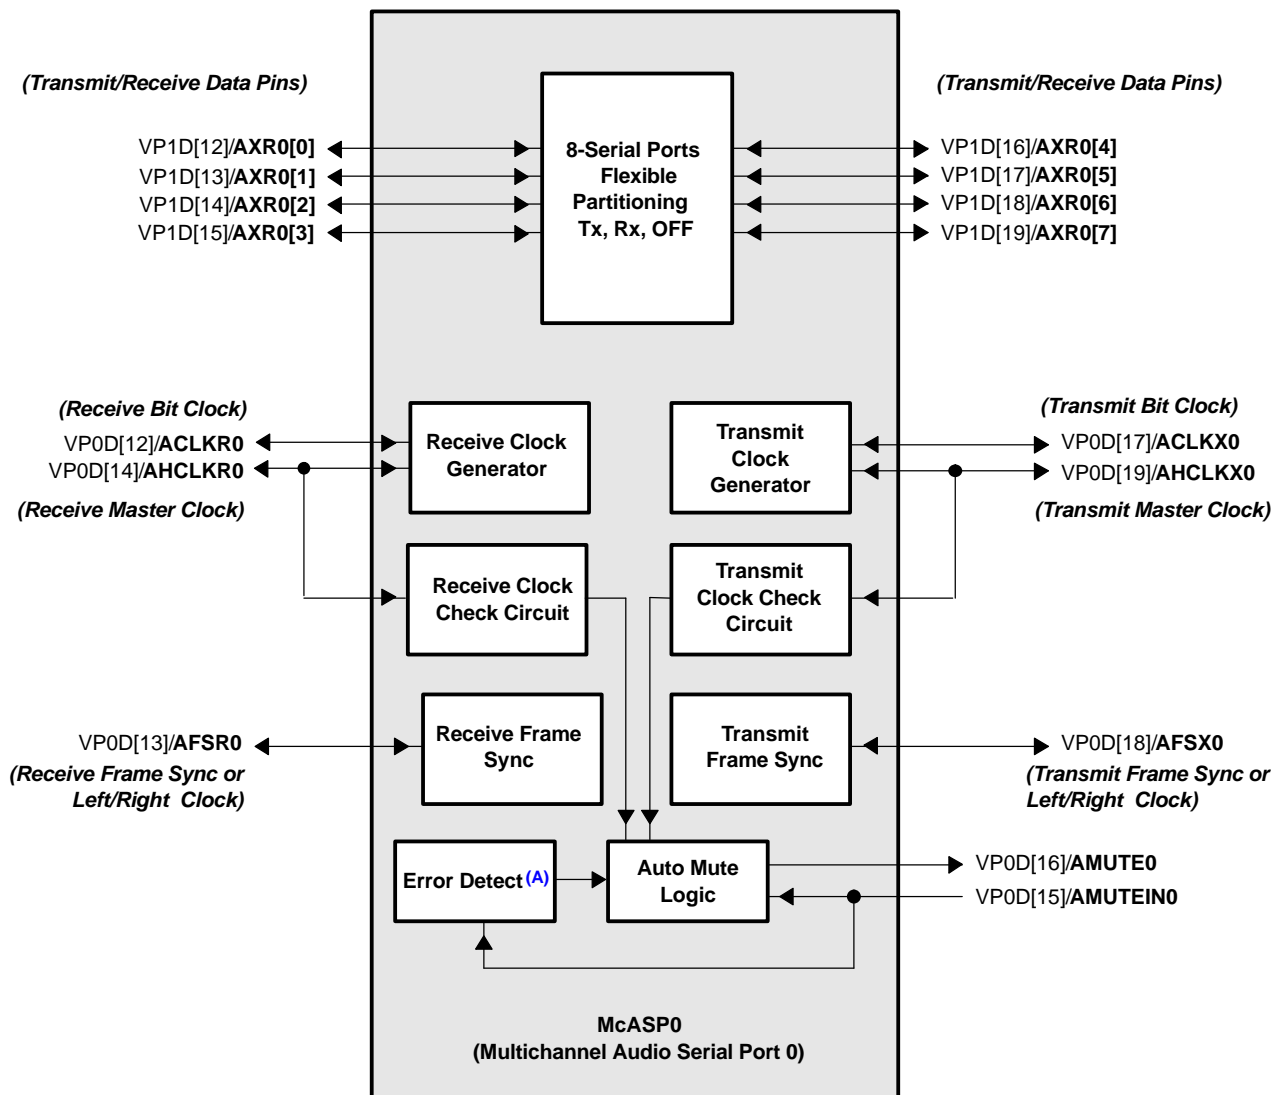 (Transmit/Receive Data Pins)
(Transmit/Receive Data Pins)
VP1D[12]/AXR0[0]
VP1D[13]/AXR0[1]
VP1D[14]/AXR0[2]
VP1D[15]/AXR0[3]
8-Serial Ports
Flexible
Partitioning
Tx, Rx, OFF
VP1D[16]/AXR0[4]
VP1D[17]/AXR0[5]
VP1D[18]/AXR0[6]
VP1D[19]/AXR0[7]
(Receive Bit Clock)
VP0D[12]/ACLKR0
VP0D[14]/AHCLKR0
(Receive Master Clock)
Receive Clock
Generator
Transmit
Clock
Generator
(Transmit Bit Clock)
VP0D[17]/ACLKX0
VP0D[19]/AHCLKX0
(Transmit Master Clock)
Receive Clock
Check Circuit
Transmit
Clock Check
Circuit
VP0D[13]/AFSR0
(Receive Frame Sync or
Left/Right Clock)
Receive Frame
Sync
Transmit
Frame Sync
VP0D[18]/AFSX0
(Transmit Frame Sync or
Left/Right Clock)
Error Detect (A)
Auto Mute
Logic
VP0D[16]/AMUTE0
VP0D[15]/AMUTEIN0
McASP0
(Multichannel Audio Serial Port 0)